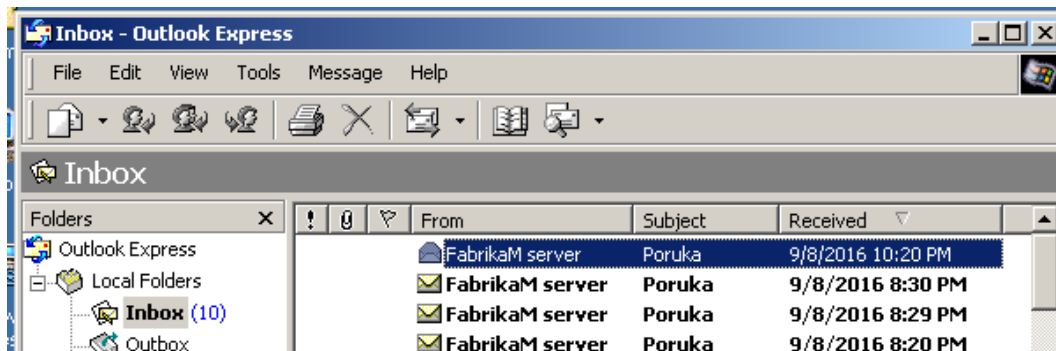 Inbox - Outlook Express
File Edit View Tools Message Help
Inbox
Folders
! From Subject Received
Outlook Express
FabrikaM server Poruka 9/8/2016 10:20 PM
Local Folders
FabrikaM server Poruka 9/8/2016 8:30 PM
Inbox (10)
FabrikaM server Poruka 9/8/2016 8:29 PM
Outbox
FabrikaM server Poruka 9/8/2016 8:20 PM